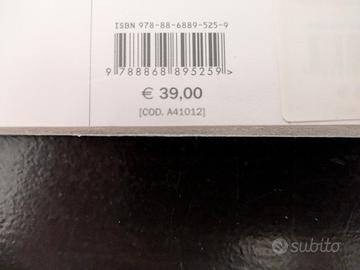 ISBN 978-88-6889-525-9
9 788868 895259 >
€ 39,00
[COD. A41012]
subito